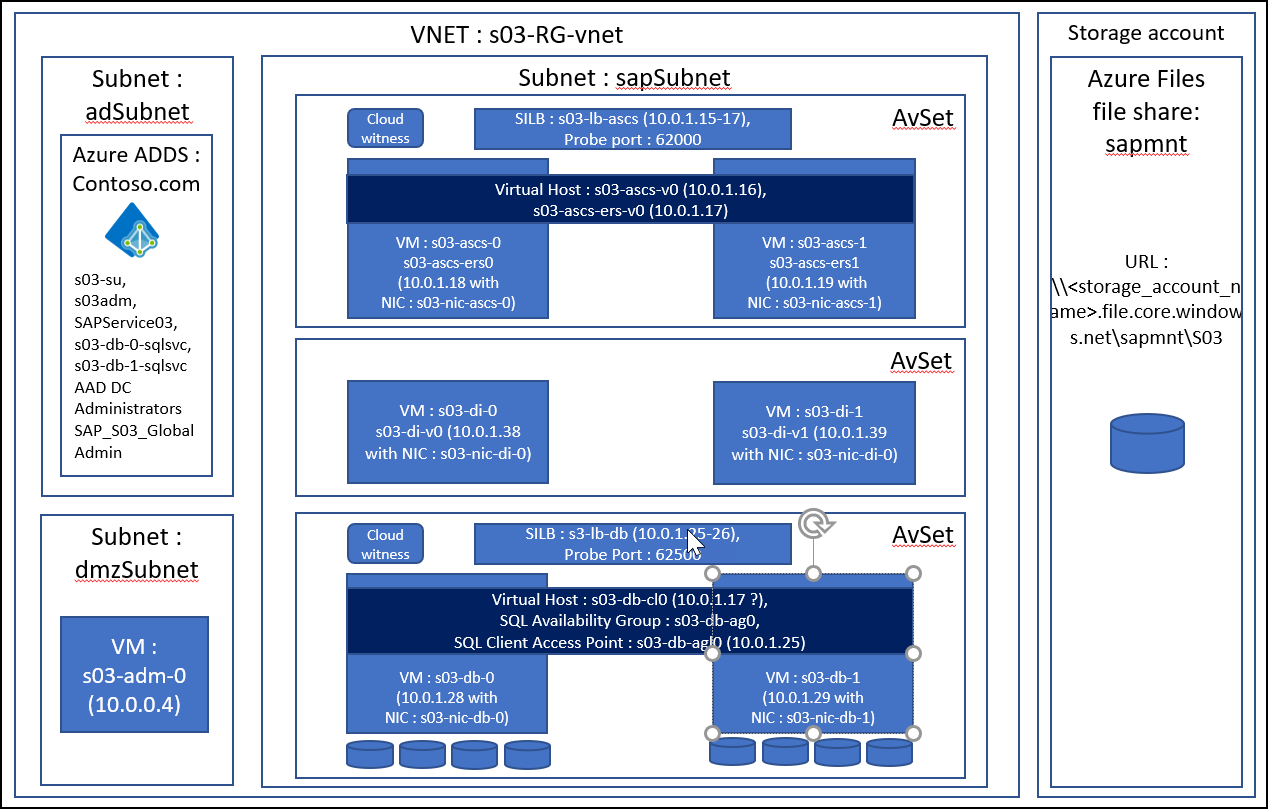 VNET : s03-RG-vnet
Subnet :
adSubnet
Azure ADDS :
Contoso.com
s03-su,
s03adm,
SAPService03,
s03-db-0-sqlsvc,
s03-db-1-sqlsvc
AAD DC
Administrators
SAP_S03_Global
Admin
Subnet :
dmzSubnet
VM :
s03-adm-0
(10.0.0.4)
Subnet : sapSubnet
Cloud
witness
SILB : s03-lb-ascs (10.0.1.15-17),
Probe port : 62000
AvSet
Virtual Host : s03-ascs-v0 (10.0.1.16),
s03-ascs-ers-v0 (10.0.1.17)
VM : s03-ascs-0
s03-ascs-ers0
(10.0.1.18 with
NIC : s03-nic-ascs-0)
VM : s03-ascs-1
s03-ascs-ers1
(10.0.1.19 with
NIC : s03-nic-ascs-1)
AvSet
VM : s03-di-0
s03-di-v0 (10.0.1.38
with NIC : s03-nic-di-0)
VM : s03-di-1
s03-di-v1 (10.0.1.39
with NIC : s03-nic-di-0)
Cloud
witness
SILB : s3-lb-db (10.0.1.25-26),
Probe Port : 62500
AvSet
Virtual Host : s03-db-cl0 (10.0.1.17 ?),
SQL Availability Group : s03-db-ag0,
SQL Client Access Point : s03-db-agl0 (10.0.1.25)
VM : s03-db-0
(10.0.1.28 with
NIC : s03-nic-db-0)
VM : s03-db-1
(10.0.1.29 with
NIC : s03-nic-db-1)
Storage account
Azure Files
file share:
sapmnt
URL :
\\<storage_account_n
ame>.file.core.window
s.net\sapmnt\S03